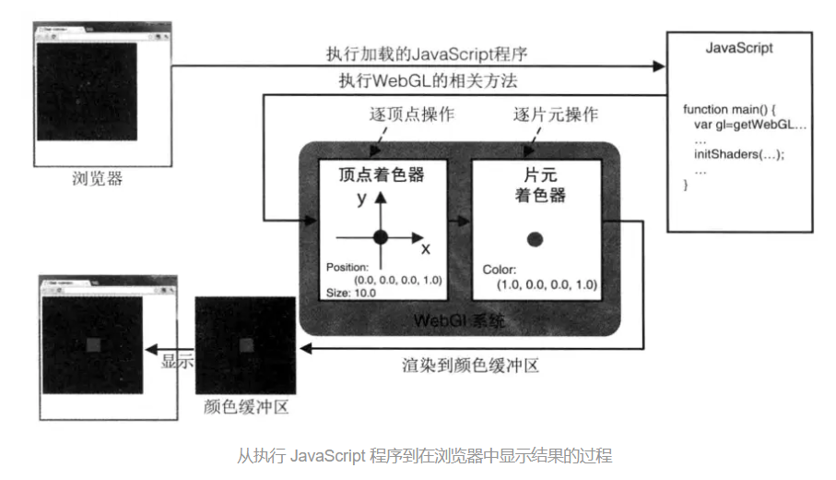 执行加载的JavaScript程序
JavaScript
执行WebGL的相关方法
逐顶点操作
逐片元操作
function main() {
var gl=getWebGL…
…
initShaders(…);
…
}
浏览器
顶点着色器
片元
着色器
y
x
Position:
(0.0, 0.0, 0.0, 1.0)
Size: 10.0
Color:
(1.0, 0.0, 0.0, 1.0)
WebGl 系统
显示
渲染到颜色缓冲区
颜色缓冲区
从执行 JavaScript 程序到在浏览器中显示结果的过程